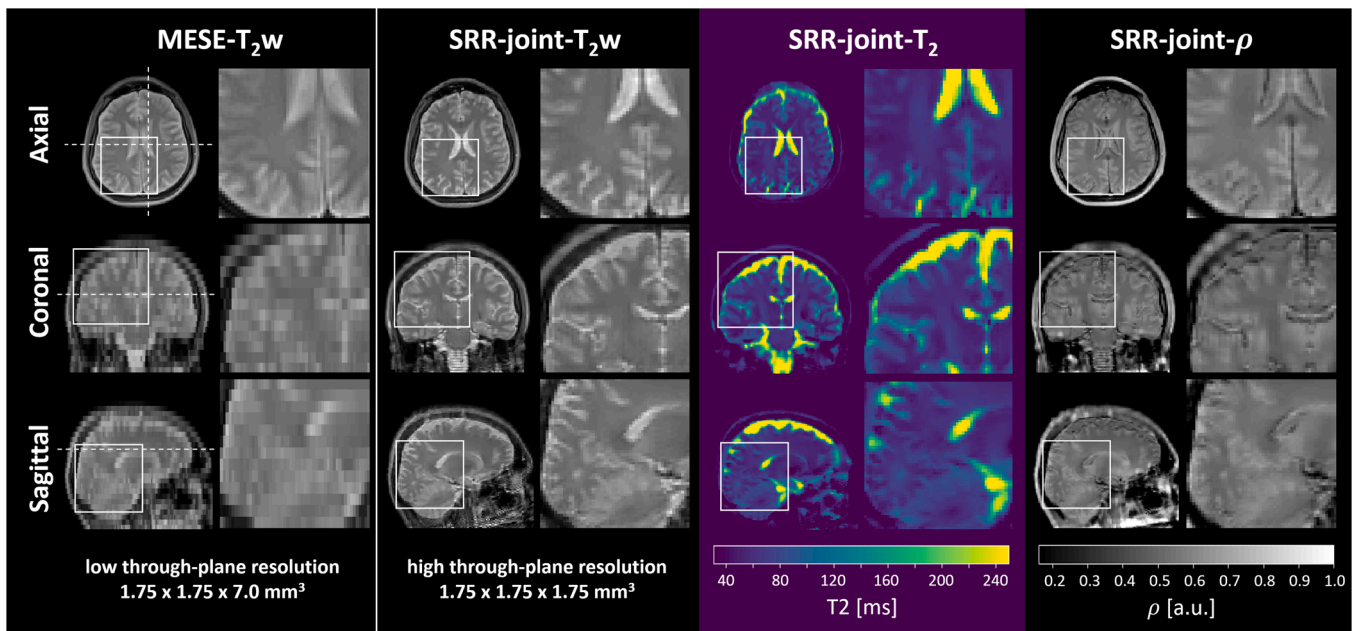 MESE-T₂w
SRR-joint-T₂w
SRR-joint-T₂
SRR-joint-ρ
Axial
Coronal
Sagittal
low through-plane resolution
1.75 x 1.75 x 7.0 mm³
high through-plane resolution
1.75 x 1.75 x 1.75 mm³
40 80 120 160 200 240
T2 [ms]
0.2 0.3 0.4 0.5 0.6 0.7 0.8 0.9 1.0
ρ [a.u.]